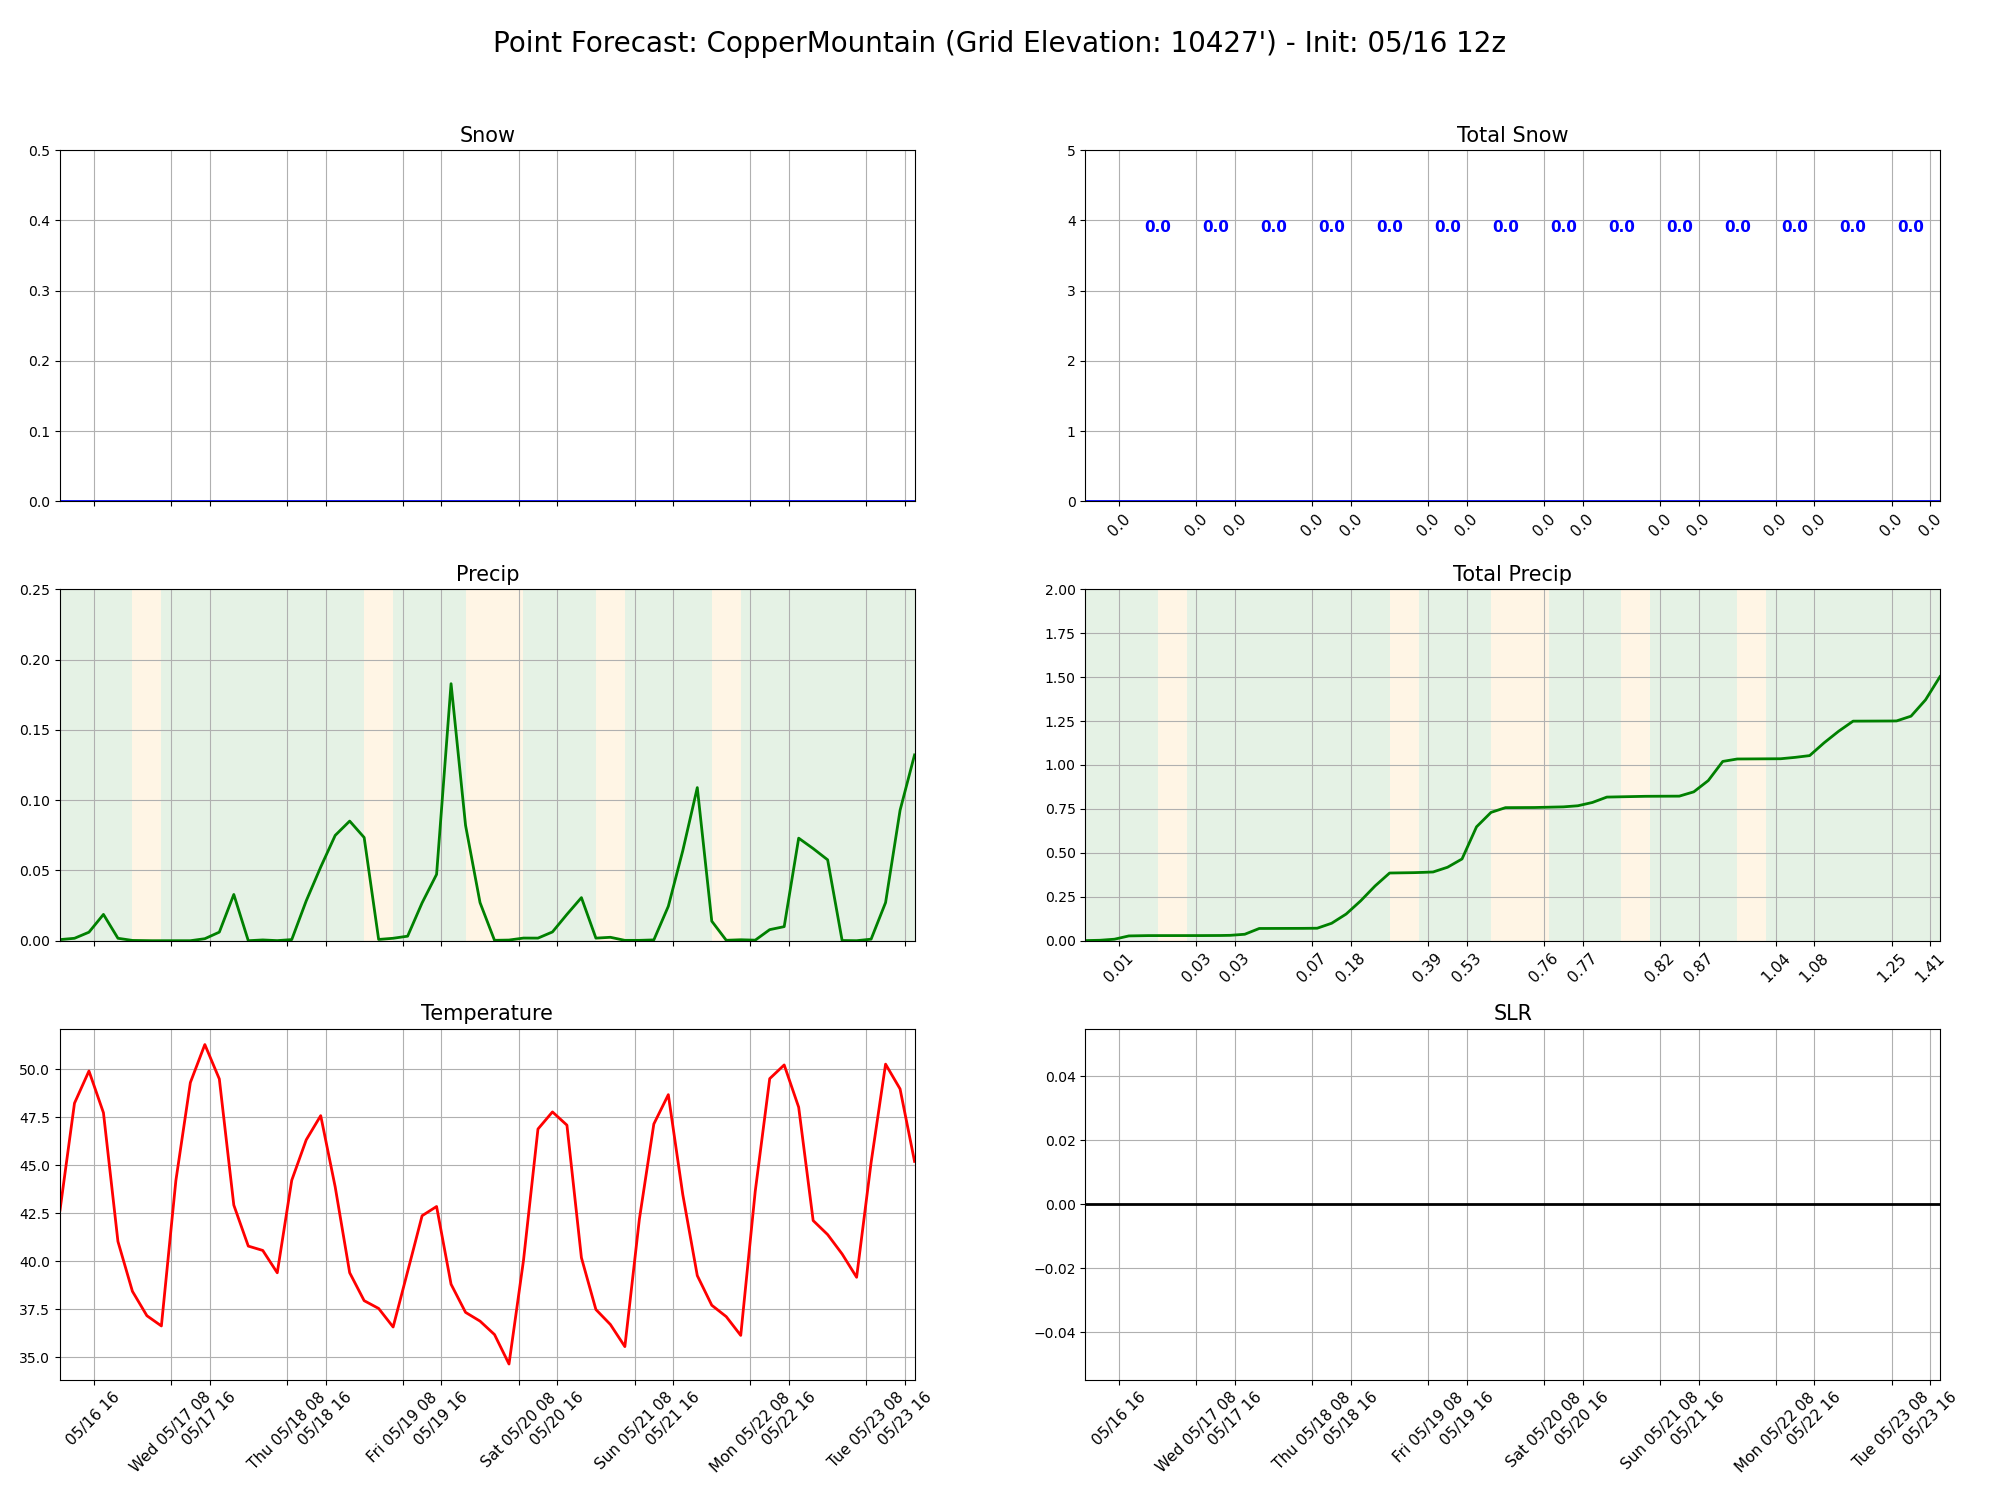 Point Forecast: CopperMountain (Grid Elevation: 10427') - Init: 05/16 12z
Snow
0.5
0.4
0.3
0.2
0.1
0.0
Total Snow
5
4
3
2
1
0
0.0 0.0 0.0 0.0 0.0 0.0 0.0 0.0 0.0 0.0 0.0 0.0 0.0 0.0
0.0 0.0 0.0 0.0 0.0 0.0 0.0 0.0 0.0 0.0 0.0 0.0 0.0 0.0 0.0
Precip
0.25
0.20
0.15
0.10
0.05
0.00
Total Precip
2.00
1.75
1.50
1.25
1.00
0.75
0.50
0.25
0.00
0.01 0.03 0.03 0.07 0.18 0.39 0.53 0.76 0.77 0.82 0.87 1.04 1.08 1.25 1.41
Temperature
50.0
47.5
45.0
42.5
40.0
37.5
35.0
05/16 16
Wed 05/17 08
05/17 16
Thu 05/18 08
05/18 16
Fri 05/19 08
05/19 16
Sat 05/20 08
05/20 16
Sun 05/21 08
05/21 16
Mon 05/22 08
05/22 16
Tue 05/23 08
05/23 16
SLR
0.04
0.02
0.00
−0.02
−0.04
05/16 16
Wed 05/17 08
05/17 16
Thu 05/18 08
05/18 16
Fri 05/19 08
05/19 16
Sat 05/20 08
05/20 16
Sun 05/21 08
05/21 16
Mon 05/22 08
05/22 16
Tue 05/23 08
05/23 16